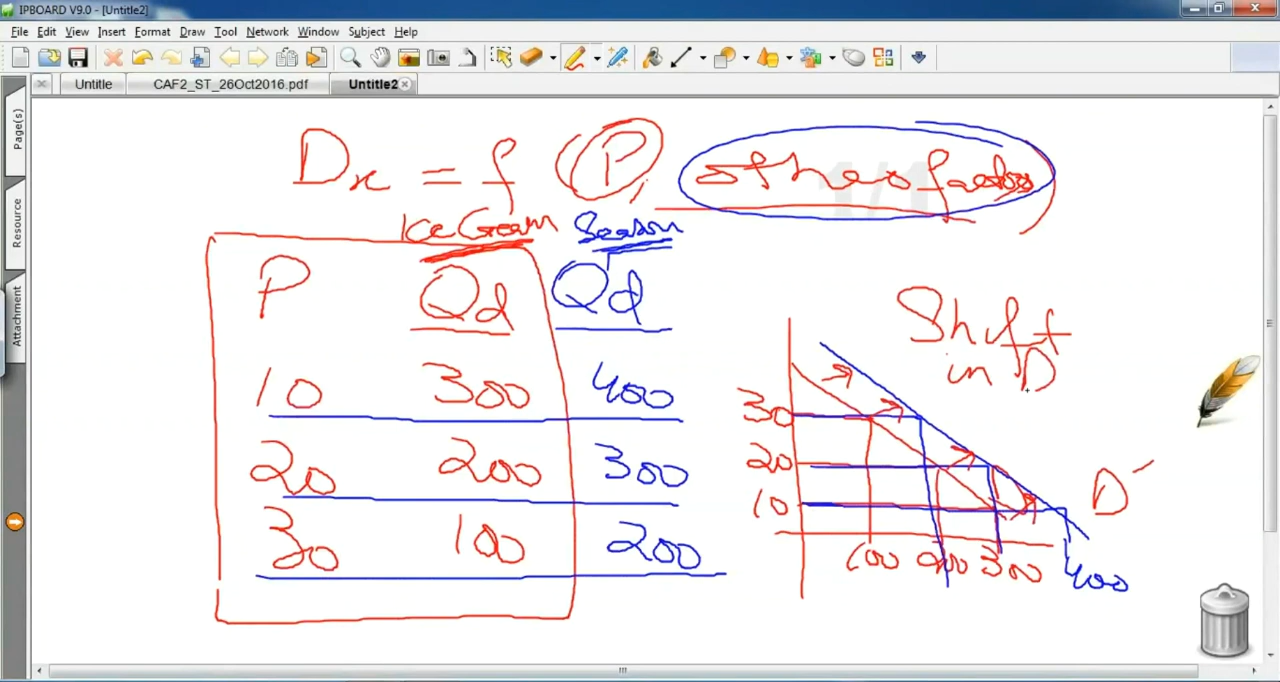 IPBOARD V9.0 - [Untitle2]
File Edit View Insert Format Draw Tool Network Window Subject Help
Untitle CAF2_ST_26Oct2016.pdf Untitle2
Page(s)
Resource
Attachment
1/1
Dx = f (P, other factors)
Ice Cream Season
P Qd Qd
10 300 400
20 200 300
30 100 200
Shift
in D
30
20
10
D'
100 200 300 400